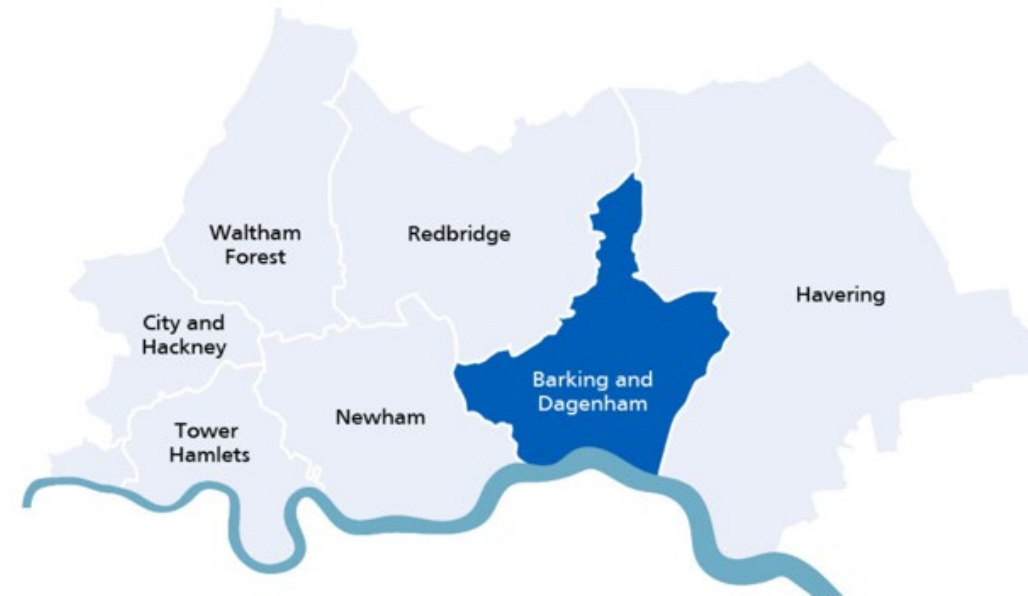 Waltham
Forest
Redbridge
Havering
City and
Hackney
Barking and
Dagenham
Newham
Tower
Hamlets